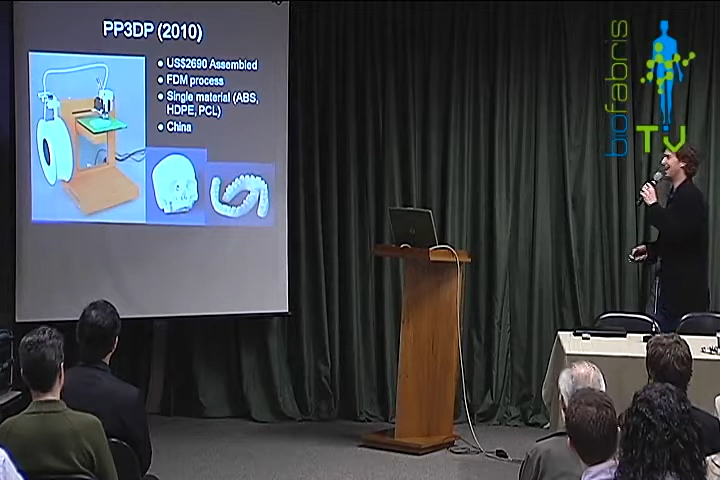 PP3DP (2010)
● US$2690 Assembled
● FDM process
● Single material (ABS,
HDPE, PCL)
● China
biofabris
TV